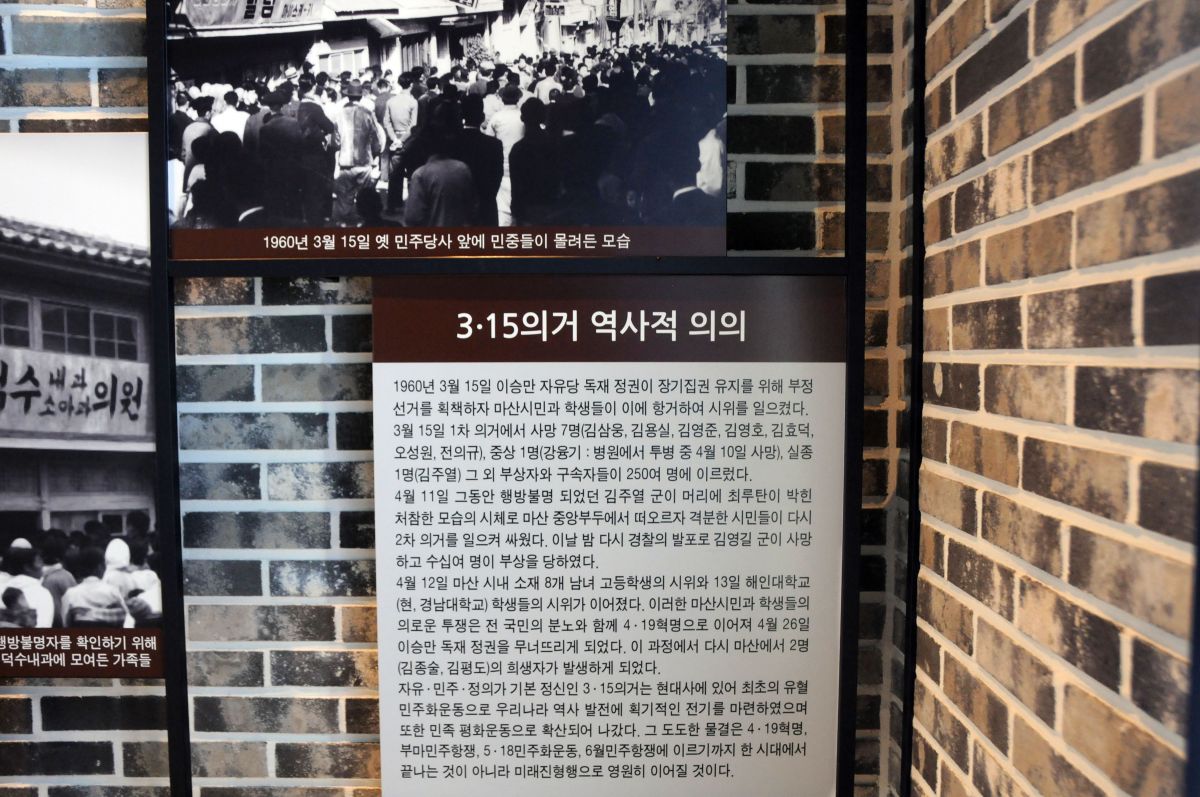 1960년 3월 15일 옛 민주당사 앞에 민중들이 몰려든 모습
3·15의거 역사적 의의
1960년 3월 15일 이승만 자유당 독재 정권이 장기집권 유지를 위해 부정
선거를 획책하자 마산시민과 학생들이 이에 항거하여 시위를 일으켰다.
3월 15일 1차 의거에서 사망 7명(김삼웅, 김용실, 김영준, 김영호, 김효덕,
오성원, 전의규), 중상 1명(강융기 : 병원에서 투병 중 4월 10일 사망), 실종
1명(김주열) 그 외 부상자와 구속자들이 250여 명에 이르렀다.
4월 11일 그동안 행방불명 되었던 김주열 군이 머리에 최루탄이 박힌
처참한 모습의 시체로 마산 중앙부두에서 떠오르자 격분한 시민들이 다시
2차 의거를 일으켜 싸웠다. 이날 밤 다시 경찰의 발포로 김영길 군이 사망
하고 수십여 명이 부상을 당하였다.
4월 12일 마산 시내 소재 8개 남녀 고등학생의 시위와 13일 해인대학교
(현, 경남대학교) 학생들의 시위가 이어졌다. 이러한 마산시민과 학생들의
의로운 투쟁은 전 국민의 분노와 함께 4·19혁명으로 이어져 4월 26일
이승만 독재 정권을 무너뜨리게 되었다. 이 과정에서 다시 마산에서 2명
(김종술, 김평도)의 희생자가 발생하게 되었다.
자유·민주·정의가 기본 정신인 3·15의거는 현대사에 있어 최초의 유혈
민주화운동으로 우리나라 역사 발전에 획기적인 전기를 마련하였으며
또한 민족 평화운동으로 확산되어 나갔다. 그 도도한 물결은 4·19혁명,
부마민주항쟁, 5·18민주화운동, 6월민주항쟁에 이르기까지 한 시대에서
끝나는 것이 아니라 미래진형행으로 영원히 이어질 것이다.
수 내과 소아과 의원
행방불명자를 확인하기 위해
덕수내과에 모여든 가족들